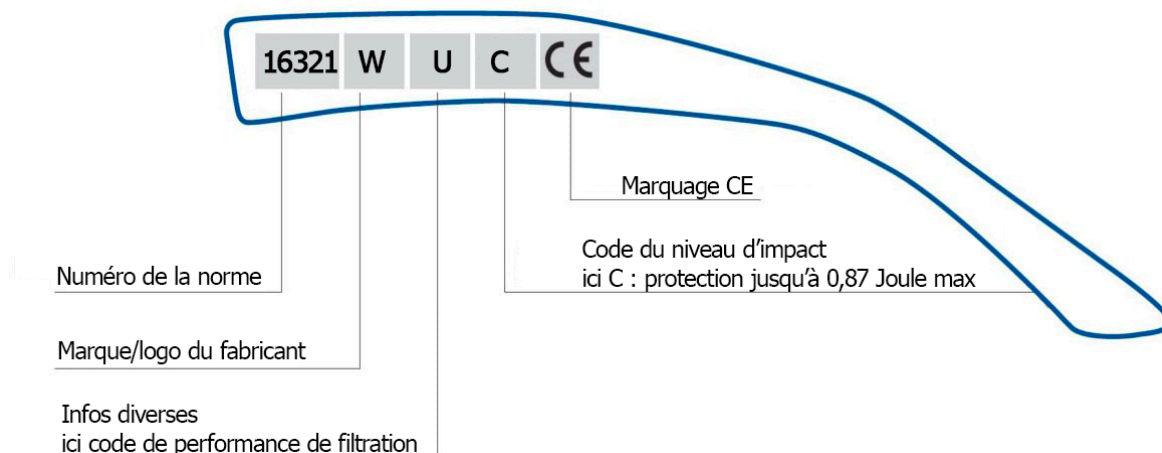 16321 W U C CE
Marquage CE
Code du niveau d'impact
ici C : protection jusqu'à 0,87 Joule max
Numéro de la norme
Marque/logo du fabricant
Infos diverses
ici code de performance de filtration